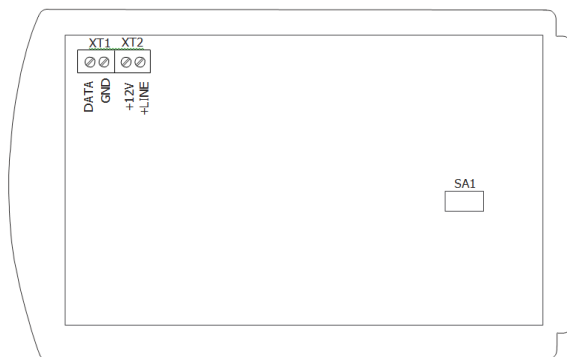 XT1 XT2
DATA
GND
+12V
+LINE
SA1